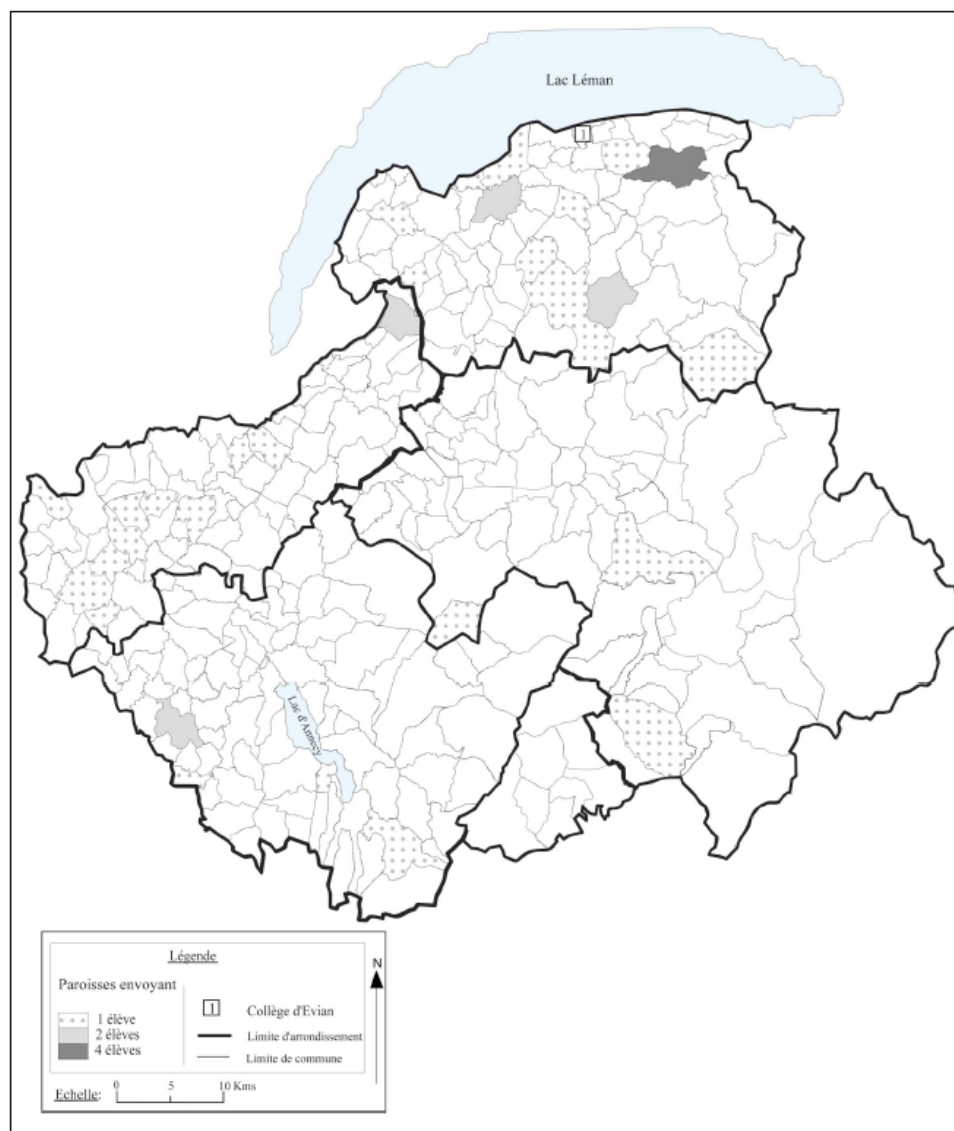 Lac Léman
1
Lac d'Annecy
Légende
Paroisses envoyant
1 élève
2 élèves
4 élèves
1 Collège d'Evian
Limite d'arrondissement
Limite de commune
N
Echelle: 0 5 10 Kms